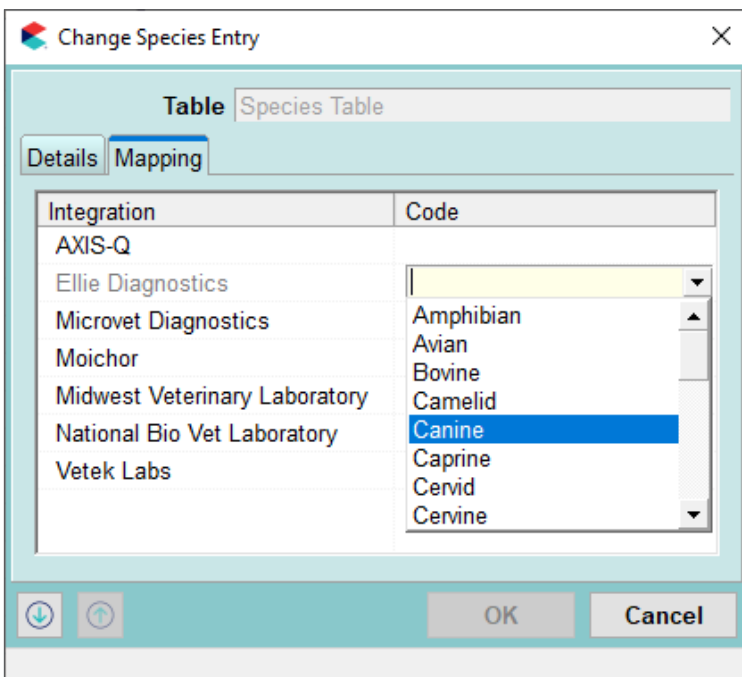 Change Species Entry
Table Species Table
Details Mapping
Integration Code
AXIS-Q
Ellie Diagnostics
Microvet Diagnostics
Moichor
Midwest Veterinary Laboratory
National Bio Vet Laboratory
Vetek Labs
Amphibian
Avian
Bovine
Camelid
Canine
Caprine
Cervid
Cervine
OK Cancel